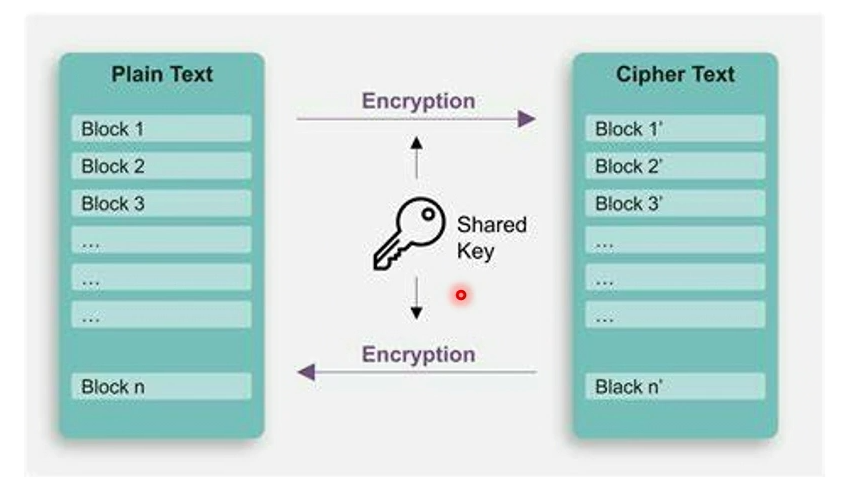 Plain Text
Block 1
Block 2
Block 3
...
...
...
Block n
Encryption
Shared
Key
Encryption
Cipher Text
Block 1'
Block 2'
Block 3'
...
...
...
Black n'